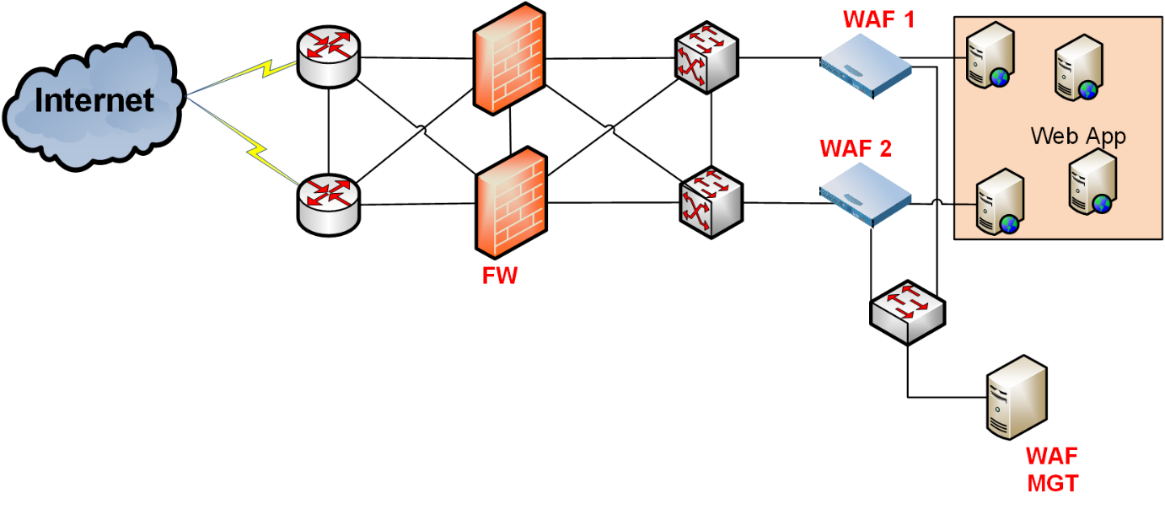 WAF 1
Internet
Web App
WAF 2
FW
WAF
MGT